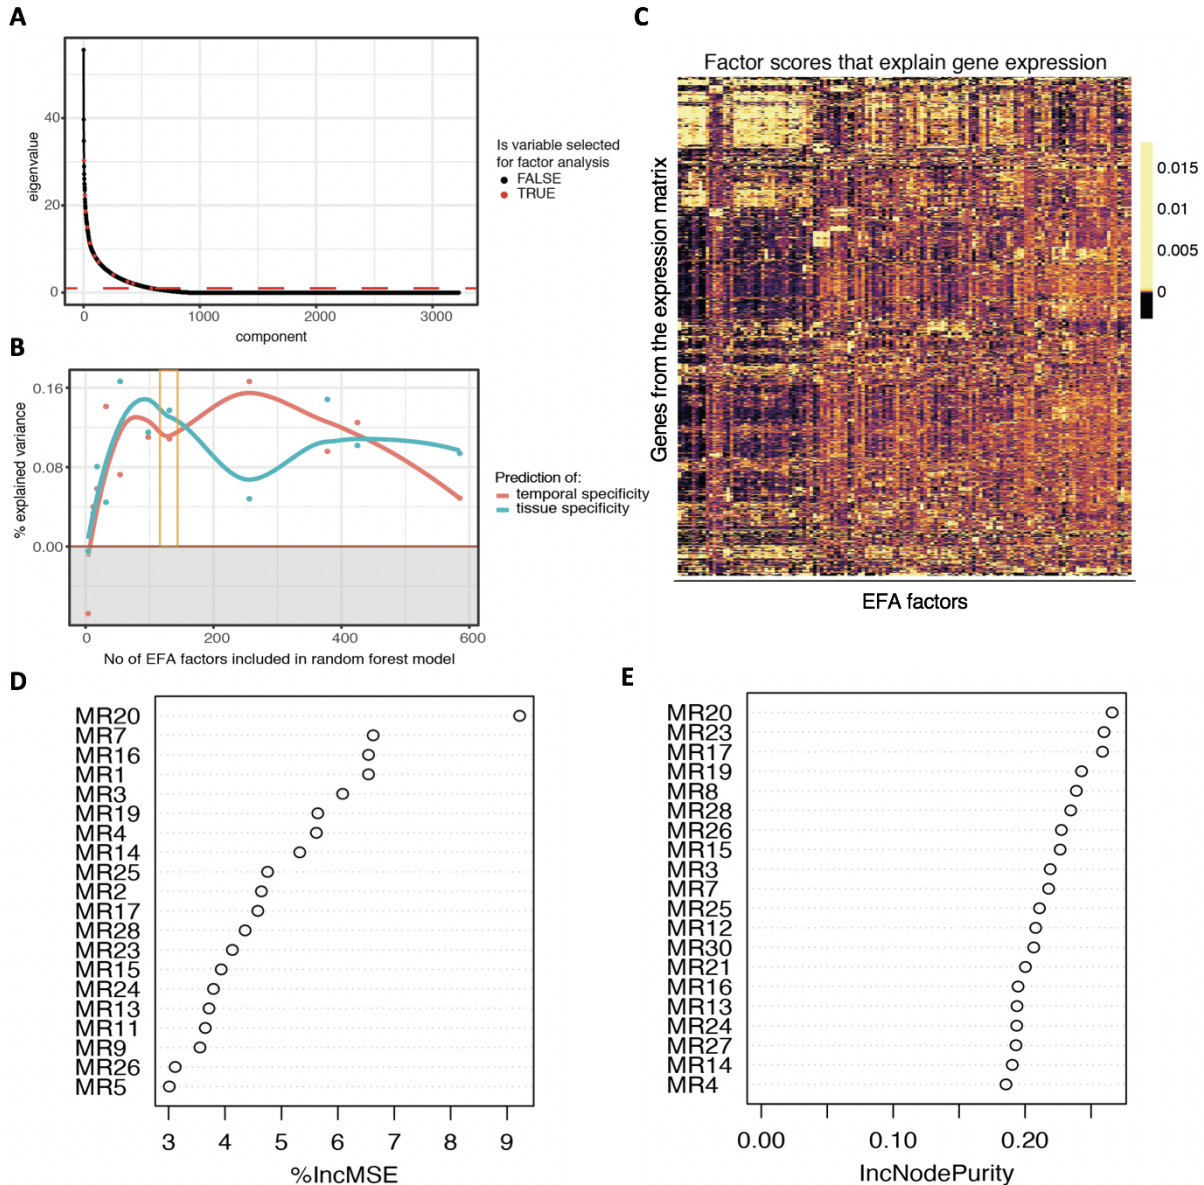 A
eigenvalue
40
20
0
0
1000
2000
3000
component
Is variable selected
for factor analysis
FALSE
TRUE
B
% explained variance
0.16
0.08
0.00
0
200
400
600
No of EFA factors included in random forest model
Prediction of:
temporal specificity
tissue specificity
C
Factor scores that explain gene expression
Genes from the expression matrix
EFA factors
0.015
0.01
0.005
0
D
MR20
MR7
MR16
MR1
MR3
MR19
MR4
MR14
MR25
MR2
MR17
MR28
MR23
MR15
MR24
MR13
MR11
MR9
MR26
MR5
3 4 5 6 7 8 9
%IncMSE
E
MR20
MR23
MR17
MR19
MR8
MR28
MR26
MR15
MR3
MR7
MR25
MR12
MR30
MR21
MR16
MR13
MR24
MR27
MR14
MR4
0.00 0.10 0.20
IncNodePurity